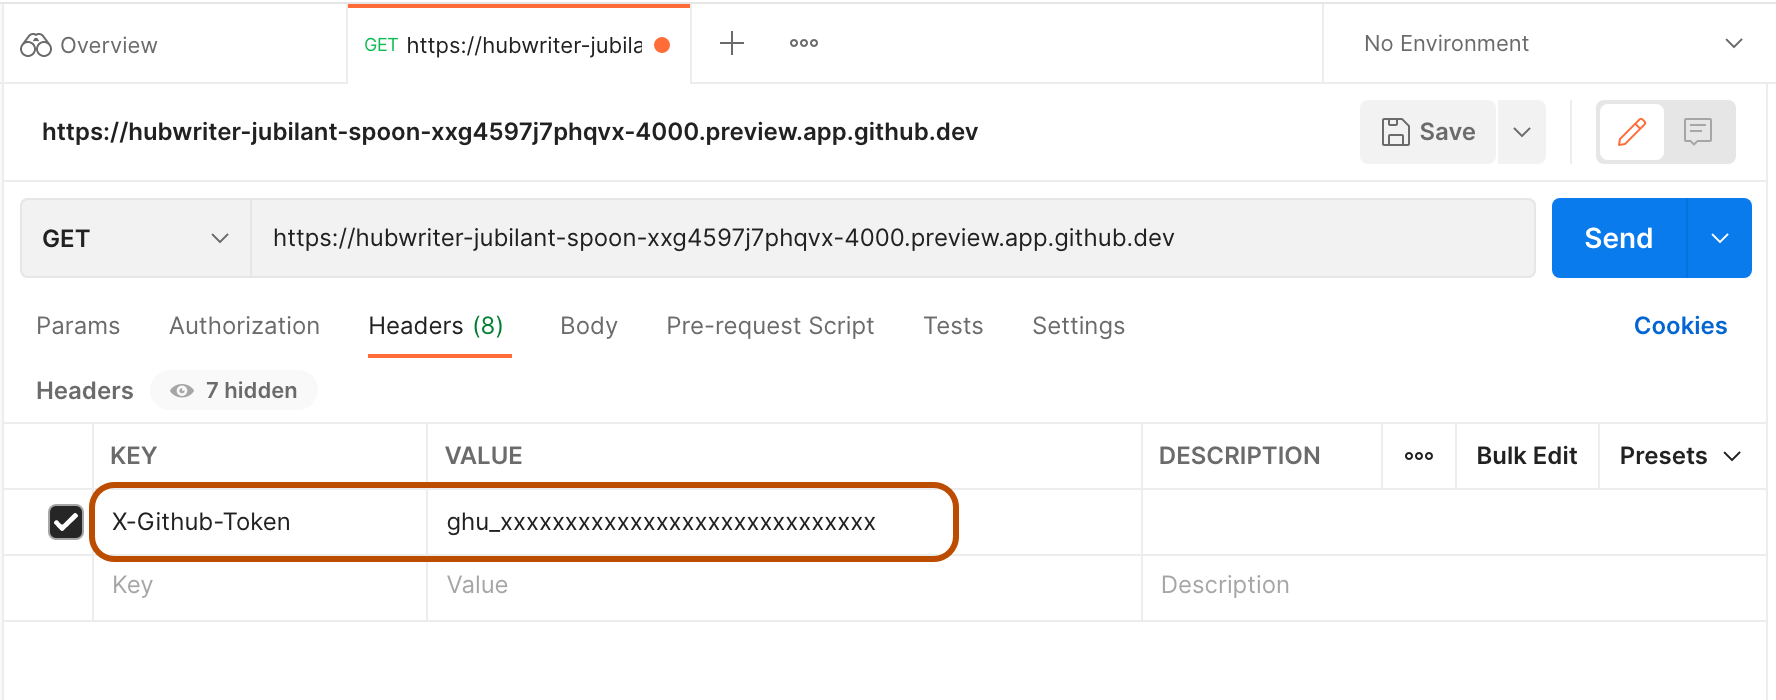 Overview
GET https://hubwriter-jubila
No Environment
https://hubwriter-jubilant-spoon-xxg4597j7phqvx-4000.preview.app.github.dev
Save
GET
https://hubwriter-jubilant-spoon-xxg4597j7phqvx-4000.preview.app.github.dev
Send
Params Authorization Headers (8) Body Pre-request Script Tests Settings Cookies
Headers 7 hidden
KEY VALUE DESCRIPTION Bulk Edit Presets
X-Github-Token ghu_xxxxxxxxxxxxxxxxxxxxxxxxxxxxx
Key Value Description